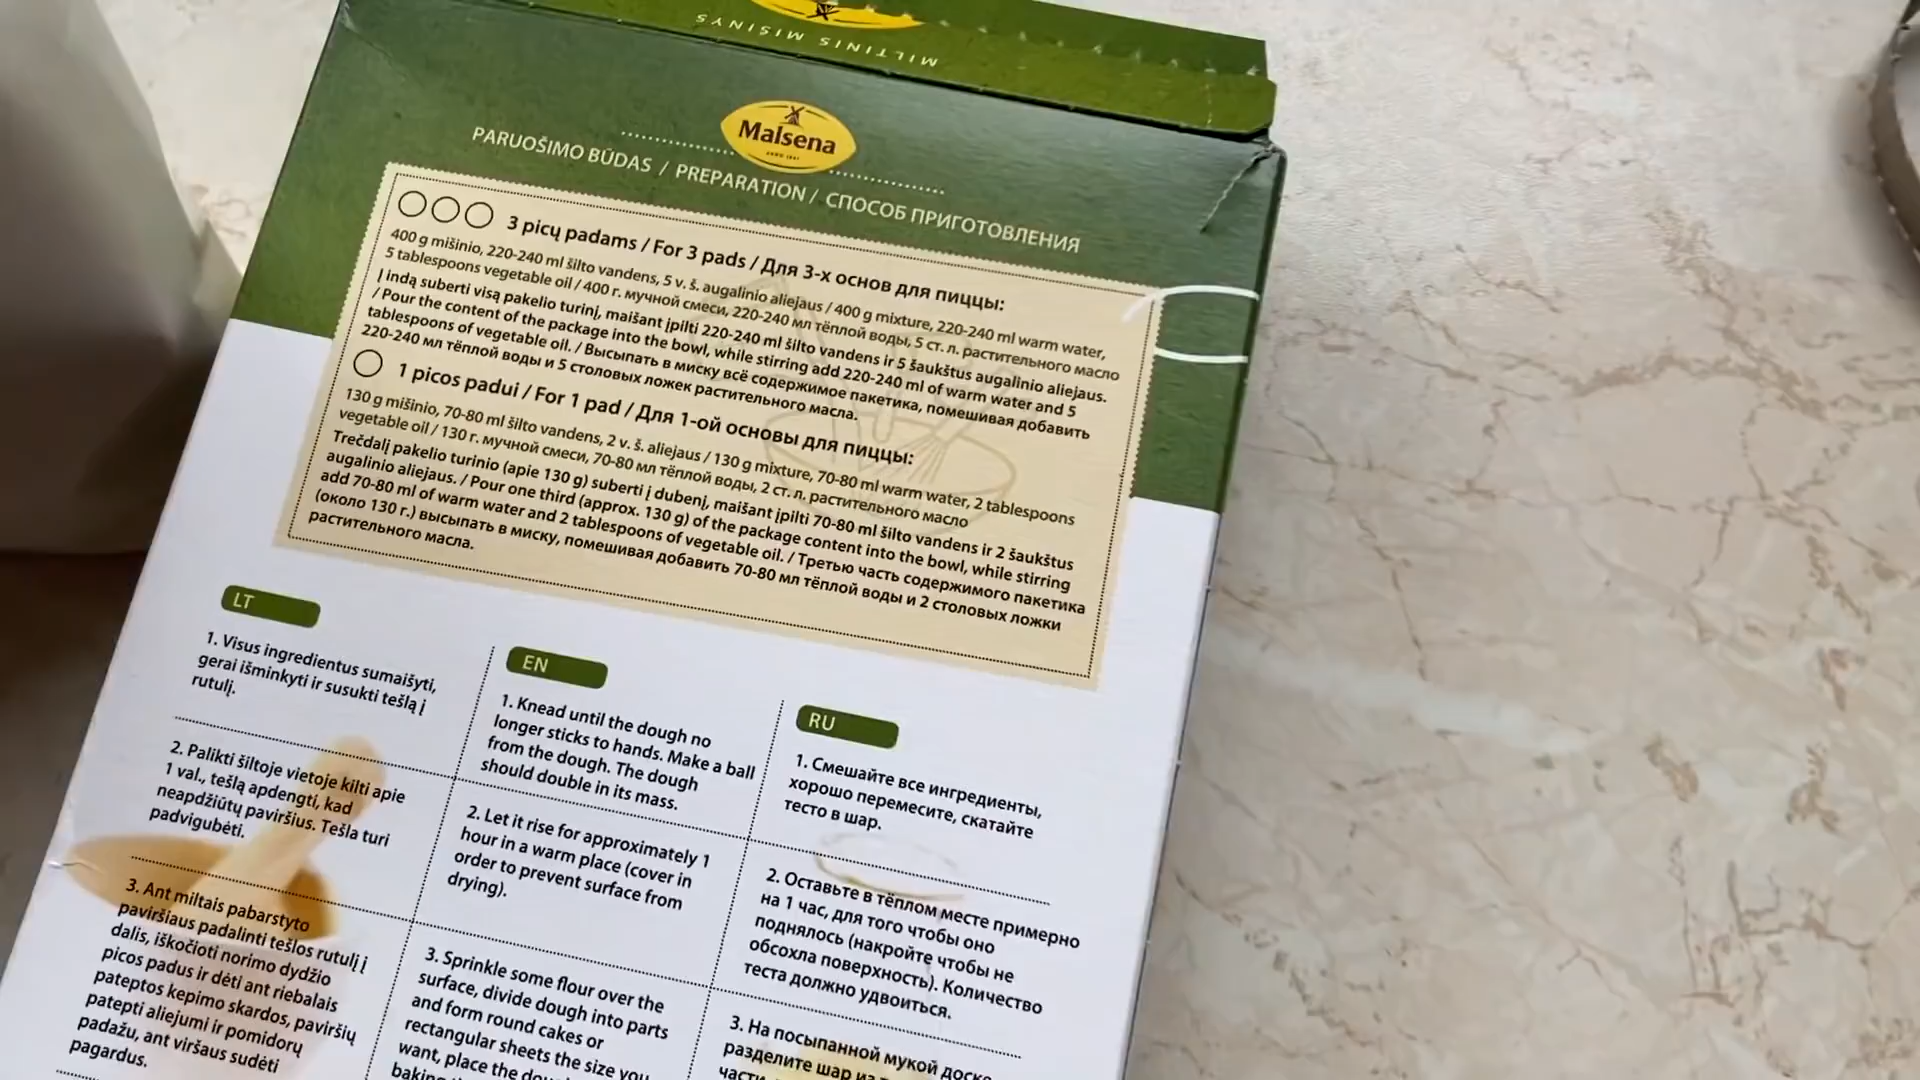 MILTINIS MIŠINYS
Malsena
PARUOŠIMO BŪDAS / PREPARATION / СПОСОБ ПРИГОТОВЛЕНИЯ
3 picų padams / For 3 pads / Для 3-х основ для пиццы:
400 g mišinio, 220-240 ml šilto vandens, 5 v. š. augalinio aliejaus / 400 g mixture, 220-240 ml warm water,
5 tablespoons vegetable oil / 400 г. мучной смеси, 220-240 мл тёплой воды, 5 ст. л. растительного масло
Į indą suberti visą pakelio turinį, maišant įpilti 220-240 ml šilto vandens ir 5 šaukštus augalinio aliejaus.
/ Pour the content of the package into the bowl, while stirring add 220-240 ml of warm water and 5
tablespoons of vegetable oil. / Высыпать в миску всё содержимое пакетика, помешивая добавить
220-240 мл тёплой воды и 5 столовых ложек растительного масла.
1 picos padui / For 1 pad / Для 1-ой основы для пиццы:
130 g mišinio, 70-80 ml šilto vandens, 2 v. š. aliejaus / 130 g mixture, 70-80 ml warm water, 2 tablespoons
vegetable oil / 130 г. мучной смеси, 70-80 мл тёплой воды, 2 ст. л. растительного масло
Trečdalį pakelio turinio (apie 130 g) suberti į dubenį, maišant įpilti 70-80 ml šilto vandens ir 2 šaukštus
augalinio aliejaus. / Pour one third (approx. 130 g) of the package content into the bowl, while stirring
add 70-80 ml of warm water and 2 tablespoons of vegetable oil. / Третью часть содержимого пакетика
(около 130 г.) высыпать в миску, помешивая добавить 70-80 мл тёплой воды и 2 столовых ложки
растительного масла.
LT
1. Visus ingredientus sumaišyti,
gerai išminkyti ir susukti tešlą į
rutulį.
2. Palikti šiltoje vietoje kilti apie
1 val., tešlą apdengti, kad
neapdžiūtų paviršius. Tešla turi
padvigubėti.
3. Ant miltais pabarstyto
paviršiaus padalinti tešlos rutulį į
dalis, iškočioti norimo dydžio
picos padus ir dėti ant riebalais
pateptos kepimo skardos, paviršių
patepti aliejumi ir pomidorų
padažu, ant viršaus sudėti
pagardus.
EN
1. Knead until the dough no
longer sticks to hands. Make a ball
from the dough. The dough
should double in its mass.
2. Let it rise for approximately 1
hour in a warm place (cover in
order to prevent surface from
drying).
3. Sprinkle some flour over the
surface, divide dough into parts
and form round cakes or
rectangular sheets the size you
want, place the
RU
1. Смешайте все ингредиенты,
хорошо перемесите, скатайте
тесто в шар.
2. Оставьте в тёплом месте примерно
на 1 час, для того чтобы оно
поднялось (накройте чтобы не
обсохла поверхность). Количество
теста должно удвоиться.
3. На посыпанной мукой доске
разделите шар из